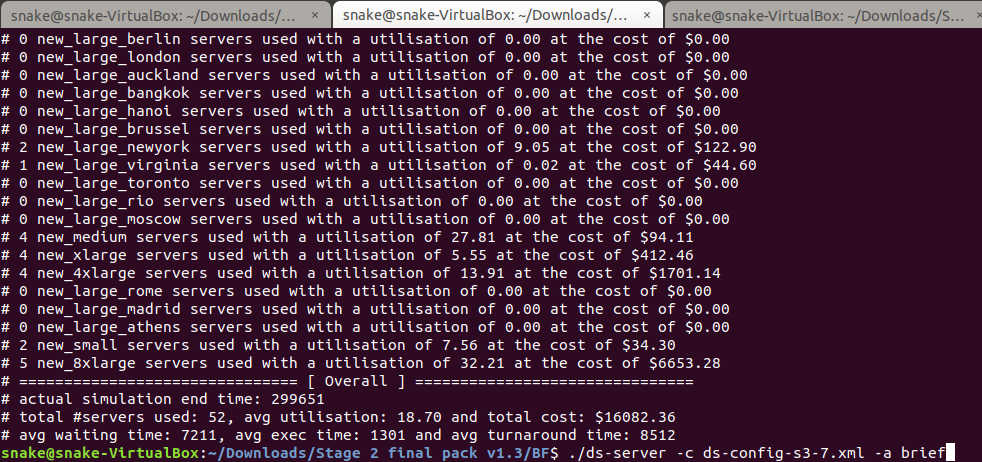 snake@snake-VirtualBox: ~/Downloads/... × snake@snake-VirtualBox: ~/Downloads/... × snake@snake-VirtualBox: ~/Downloads/S... ×
# 0 new_large_berlin servers used with a utilisation of 0.00 at the cost of $0.00
# 0 new_large_london servers used with a utilisation of 0.00 at the cost of $0.00
# 0 new_large_auckland servers used with a utilisation of 0.00 at the cost of $0.00
# 0 new_large_bangkok servers used with a utilisation of 0.00 at the cost of $0.00
# 0 new_large_hanoi servers used with a utilisation of 0.00 at the cost of $0.00
# 0 new_large_brussel servers used with a utilisation of 0.00 at the cost of $0.00
# 2 new_large_newyork servers used with a utilisation of 9.05 at the cost of $122.90
# 1 new_large_virginia servers used with a utilisation of 0.02 at the cost of $44.60
# 0 new_large_toronto servers used with a utilisation of 0.00 at the cost of $0.00
# 0 new_large_rio servers used with a utilisation of 0.00 at the cost of $0.00
# 0 new_large_moscow servers used with a utilisation of 0.00 at the cost of $0.00
# 4 new_medium servers used with a utilisation of 27.81 at the cost of $94.11
# 4 new_xlarge servers used with a utilisation of 5.55 at the cost of $412.46
# 4 new_4xlarge servers used with a utilisation of 13.91 at the cost of $1701.14
# 0 new_large_rome servers used with a utilisation of 0.00 at the cost of $0.00
# 0 new_large_madrid servers used with a utilisation of 0.00 at the cost of $0.00
# 0 new_large_athens servers used with a utilisation of 0.00 at the cost of $0.00
# 2 new_small servers used with a utilisation of 7.56 at the cost of $34.30
# 5 new_8xlarge servers used with a utilisation of 32.21 at the cost of $6653.28
# =============================== [ Overall ] ===============================
# actual simulation end time: 299651
# total #servers used: 52, avg utilisation: 18.70 and total cost: $16082.36
# avg waiting time: 7211, avg exec time: 1301 and avg turnaround time: 8512
snake@snake-VirtualBox:~/Downloads/Stage 2 final pack v1.3/BF$ ./ds-server -c ds-config-s3-7.xml -a brief